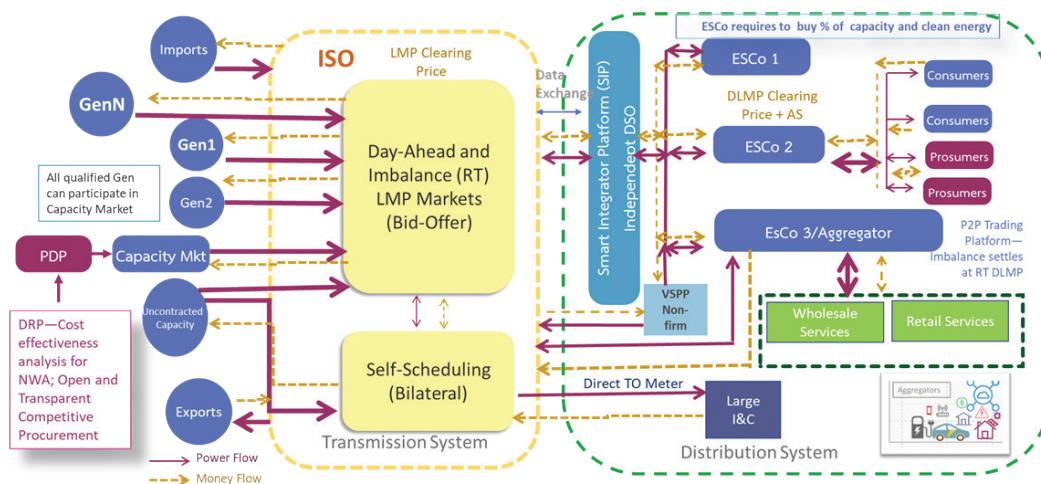 ESCo requires to buy % of capacity and clean energy
Imports
ISO
LMP Clearing
Price
GenN
Gen1
Gen2
All qualified Gen
can participate in
Capacity Market
PDP
Capacity Mkt
Uncontracted
Capacity
DRP—Cost
effectiveness
analysis for
NWA; Open and
Transparent
Competitive
Procurement
Exports
Power Flow
Money Flow
Day-Ahead and
Imbalance (RT)
LMP Markets
(Bid-Offer)
Self-Scheduling
(Bilateral)
Transmission System
Data
Exchange
Smart Integrator Platform (SIP)
Independent DSO
ESCo 1
DLMP Clearing
Price + AS
ESCo 2
EsCo 3/Aggregator
Consumers
Consumers
Prosumers
Prosumers
P2P Trading
Platform—
Imbalance settles
at RT DLMP
VSPP
Non-
firm
Wholesale
Services
Retail Services
Direct TO Meter
Large
I&C
Aggregators
Distribution System